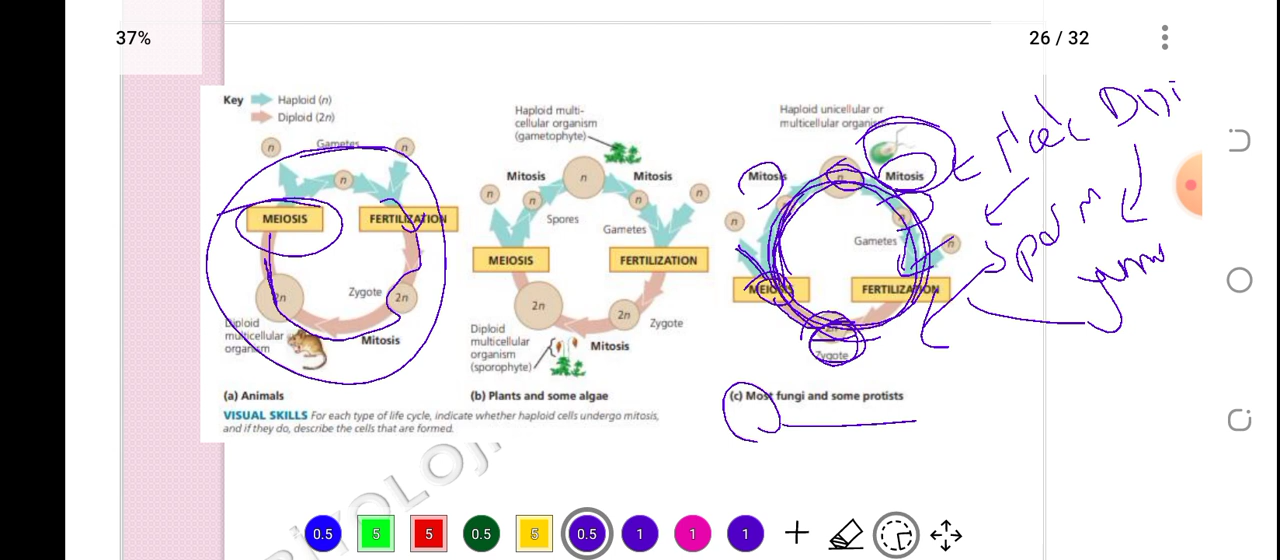 37%
26 / 32
Key
Haploid (n)
Diploid (2n)
Gametes
n
n
n
MEIOSIS
FERTILIZATION
2n
Zygote
2n
Diploid
multicellular
organism
Mitosis
(a) Animals
Haploid multi-
cellular organism
(gametophyte)
Mitosis
n
Mitosis
n
n
n
n
Spores
Gametes
MEIOSIS
FERTILIZATION
2n
2n
Zygote
Diploid
multicellular
organism
(sporophyte)
Mitosis
(b) Plants and some algae
Haploid unicellular or
multicellular organism
Mitosis
n
Mitosis
n
n
n
Gametes
MEIOSIS
FERTILIZATION
2n
Zygote
(c) Most fungi and some protists
VISUAL SKILLS For each type of life cycle, indicate whether haploid cells undergo mitosis,
and if they do, describe the cells that are formed.
0.5
5
5
0.5
5
0.5
1
1
1